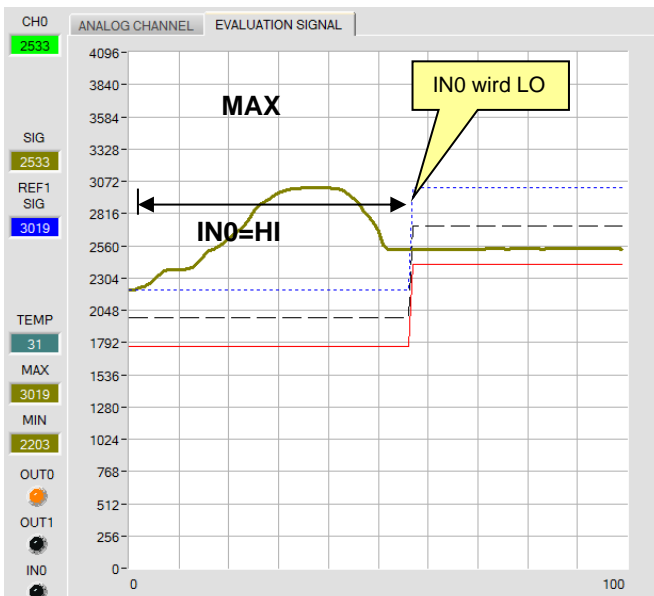 CH0
2533
ANALOG CHANNEL
EVALUATION SIGNAL
SIG
2533
REF1
SIG
3019
TEMP
31
MAX
3019
MIN
2203
OUT0
OUT1
IN0
4096
3840
3584
3328
3072
2816
2560
2304
2048
1792
1536
1280
1024
768
512
256
0
0
100
MAX
IN0=HI
IN0 wird LO